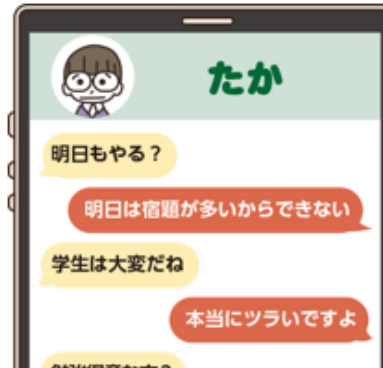 たか
明日もやる？
明日は宿題が多いからできない
学生は大変だね
本当にツラいですよ